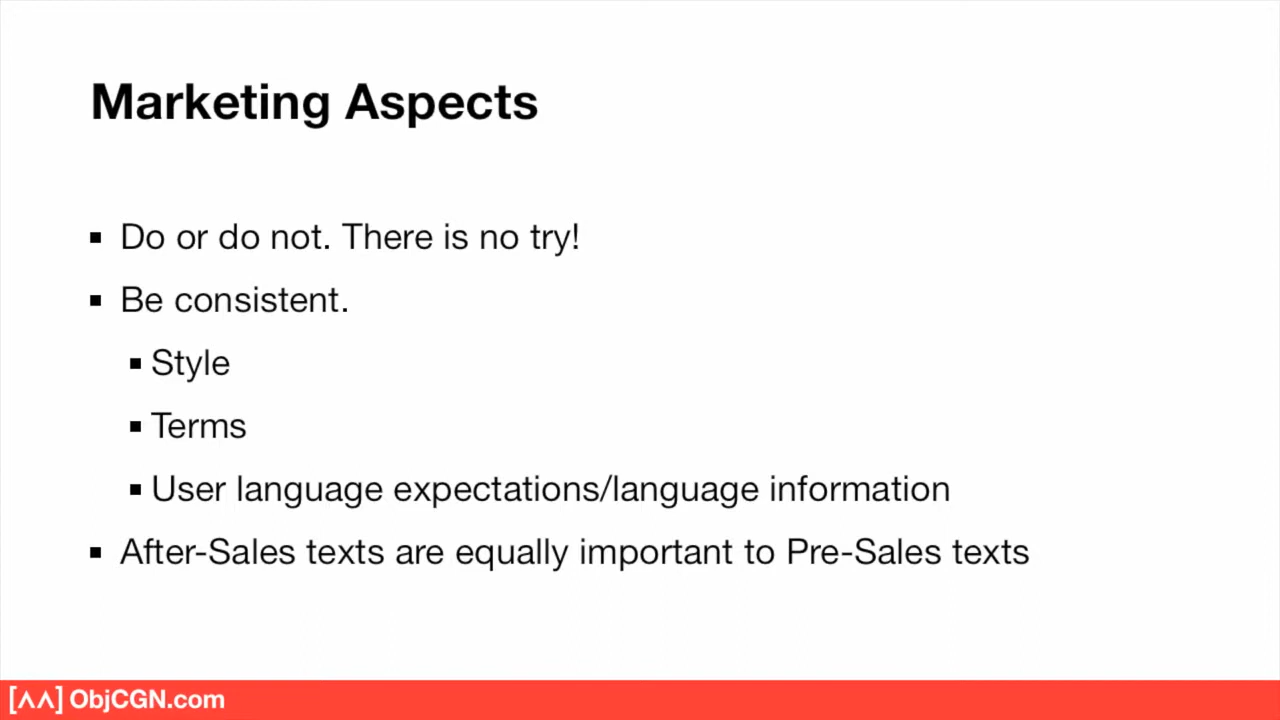 Marketing Aspects
▪ Do or do not. There is no try!
▪ Be consistent.
▪ Style
▪ Terms
▪ User language expectations/language information
▪ After-Sales texts are equally important to Pre-Sales texts
[ʌʌ] ObjCGN.com